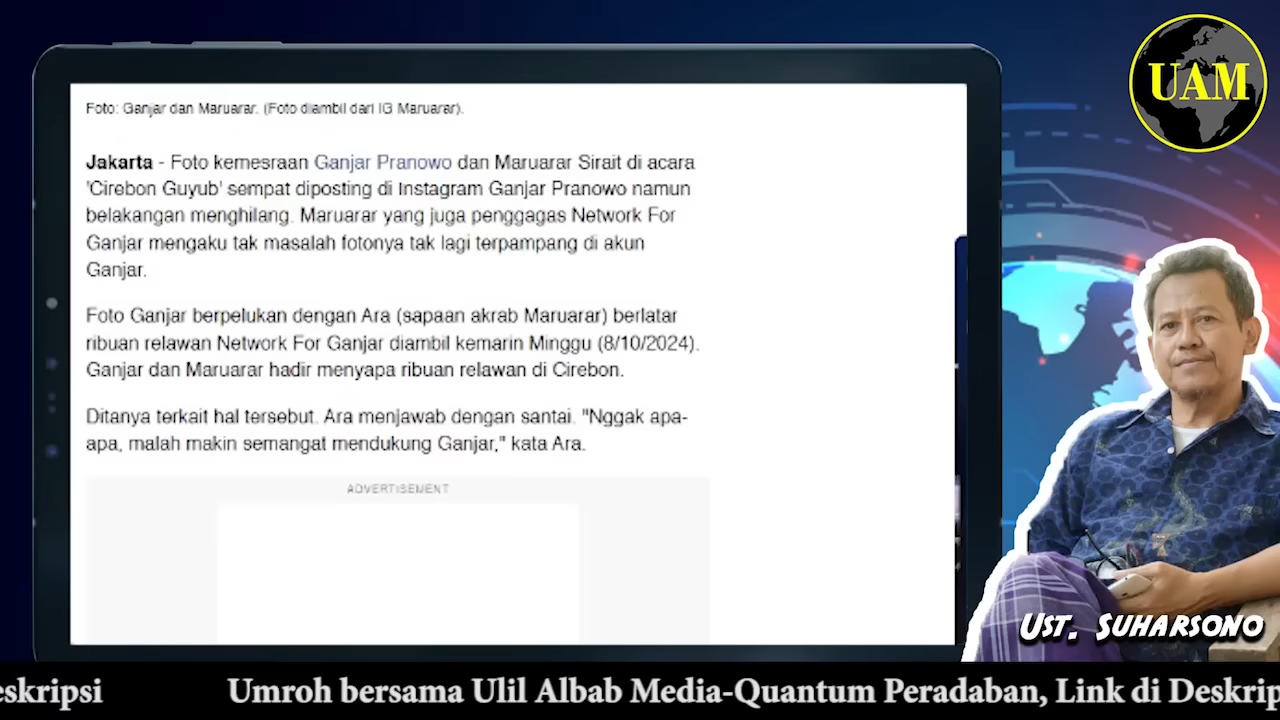 Foto: Ganjar dan Maruarar. (Foto diambil dari IG Maruarar).
Jakarta - Foto kemesraan Ganjar Pranowo dan Maruarar Sirait di acara
'Cirebon Guyub' sempat diposting di Instagram Ganjar Pranowo namun
belakangan menghilang. Maruarar yang juga penggagas Network For
Ganjar mengaku tak masalah fotonya tak lagi terpampang di akun
Ganjar.
Foto Ganjar berpelukan dengan Ara (sapaan akrab Maruarar) berlatar
ribuan relawan Network For Ganjar diambil kemarin Minggu (8/10/2024).
Ganjar dan Maruarar hadir menyapa ribuan relawan di Cirebon.
Ditanya terkait hal tersebut. Ara menjawab dengan santai. "Nggak apa-
apa, malah makin semangat mendukung Ganjar," kata Ara.
ADVERTISEMENT
UAM
UST. SUHARSONO
eskripsi Umroh bersama Ulil Albab Media-Quantum Peradaban, Link di Deskrip